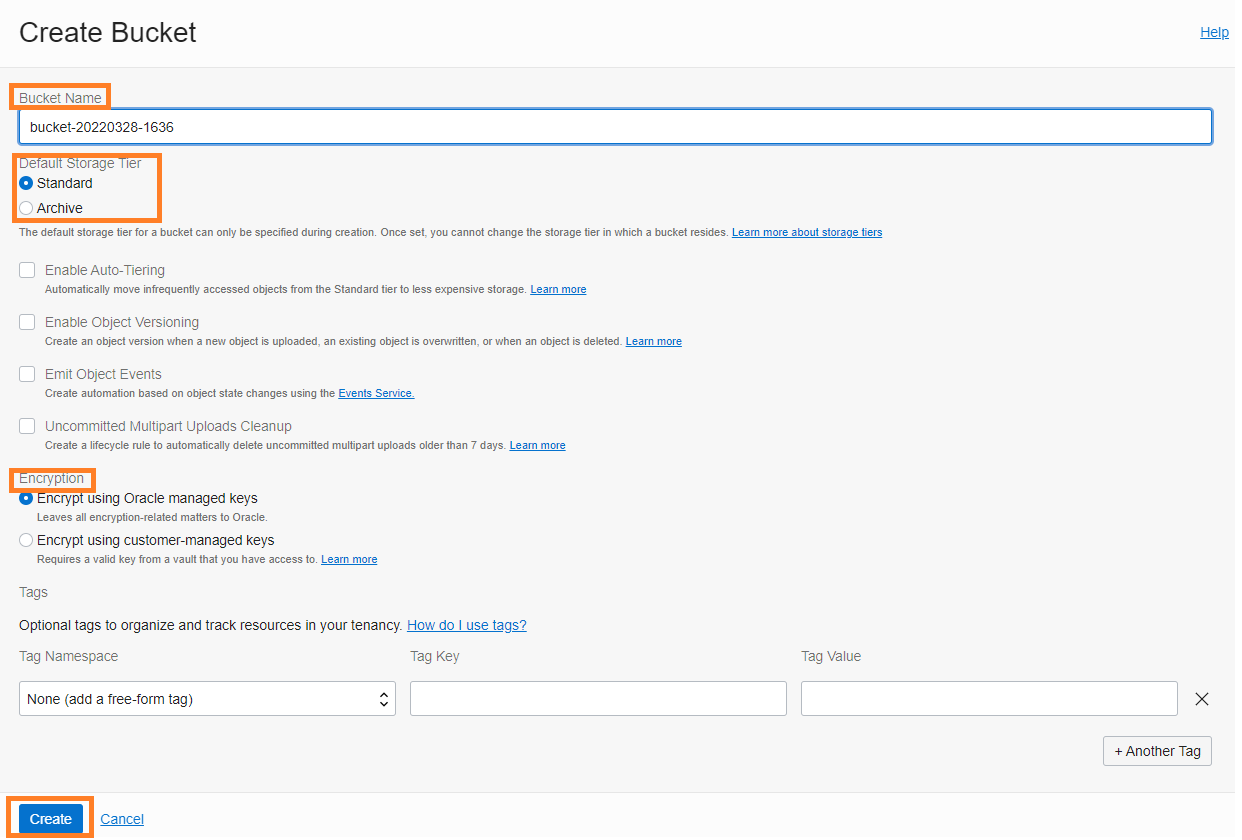 Create Bucket
Help
Bucket Name
bucket-20220328-1636
Default Storage Tier
Standard
Archive
The default storage tier for a bucket can only be specified during creation. Once set, you cannot change the storage tier in which a bucket resides. Learn more about storage tiers
Enable Auto-Tiering
Automatically move infrequently accessed objects from the Standard tier to less expensive storage. Learn more
Enable Object Versioning
Create an object version when a new object is uploaded, an existing object is overwritten, or when an object is deleted. Learn more
Emit Object Events
Create automation based on object state changes using the Events Service.
Uncommitted Multipart Uploads Cleanup
Create a lifecycle rule to automatically delete uncommitted multipart uploads older than 7 days. Learn more
Encryption
Encrypt using Oracle managed keys
Leaves all encryption-related matters to Oracle.
Encrypt using customer-managed keys
Requires a valid key from a vault that you have access to. Learn more
Tags
Optional tags to organize and track resources in your tenancy. How do I use tags?
Tag Namespace Tag Key Tag Value
None (add a free-form tag)
+ Another Tag
Create Cancel